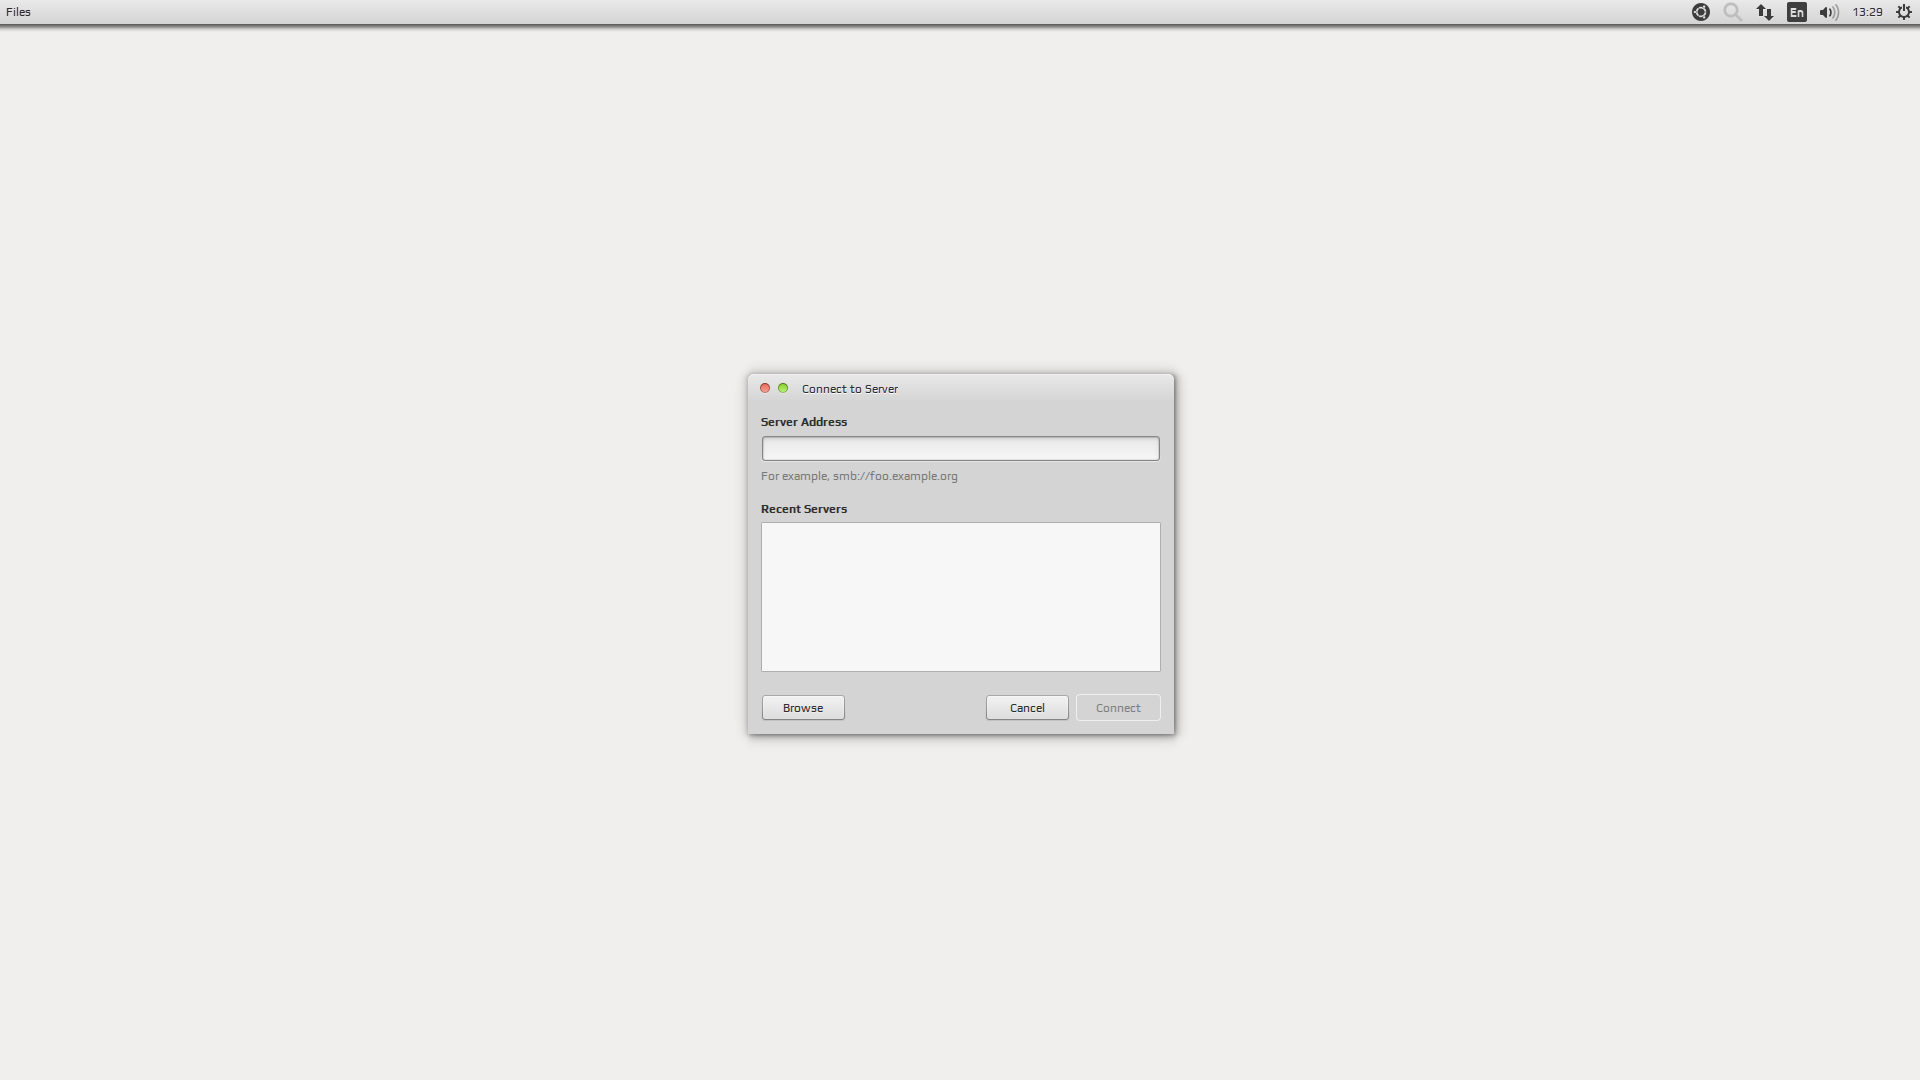 Files
En
13:29
Connect to Server
Server Address
For example, smb://foo.example.org
Recent Servers
Browse
Cancel
Connect